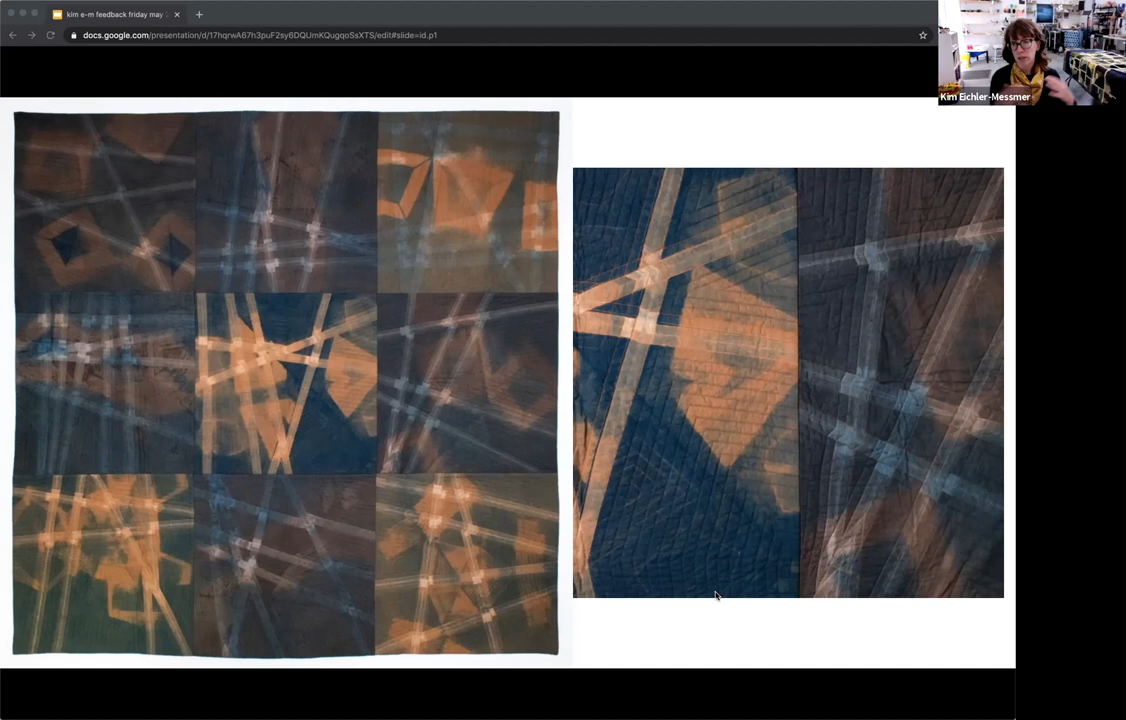 kim e-m feedback friday may
docs.google.com/presentation/d/17hqrwA67h3puF2sy6DQUmKQugqoSsXTS/edit#slide=id.p1
Kim Eichler-Messmer